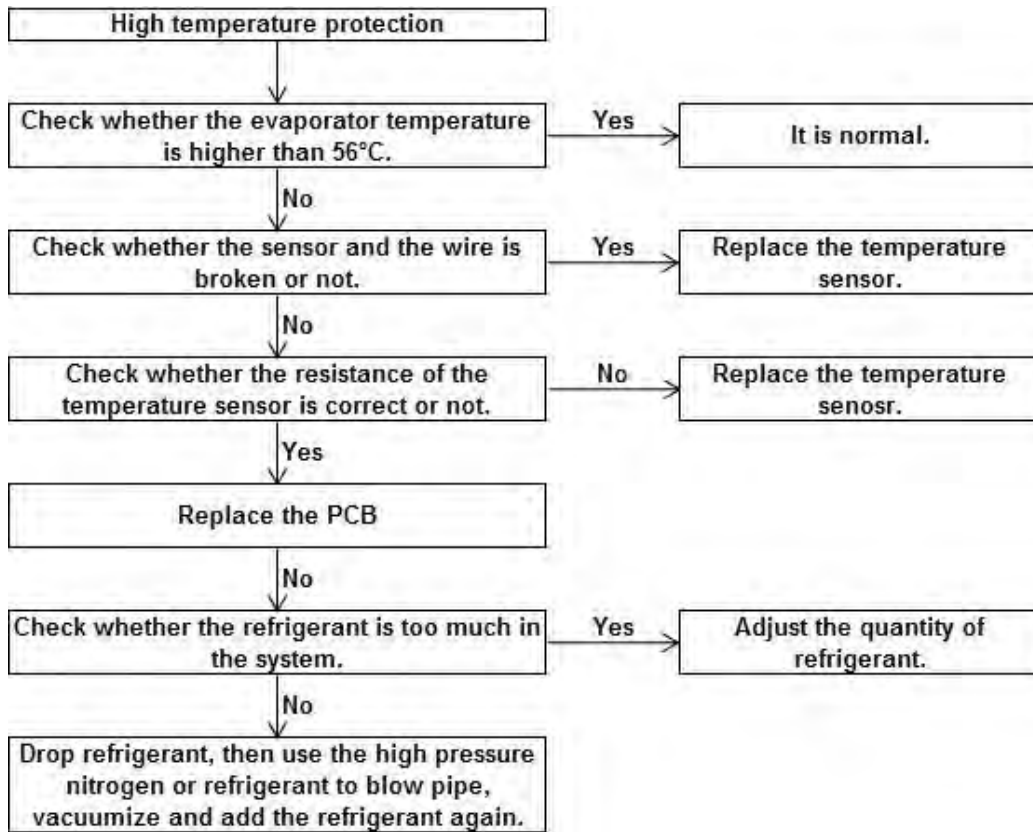 High temperature protection
Check whether the evaporator temperature
is higher than 56°C.
Yes
It is normal.
No
Check whether the sensor and the wire is
broken or not.
Yes
Replace the temperature
sensor.
No
Check whether the resistance of the
temperature sensor is correct or not.
No
Replace the temperature
senosr.
Yes
Replace the PCB
No
Check whether the refrigerant is too much in
the system.
Yes
Adjust the quantity of
refrigerant.
No
Drop refrigerant, then use the high pressure
nitrogen or refrigerant to blow pipe,
vacuumize and add the refrigerant again.